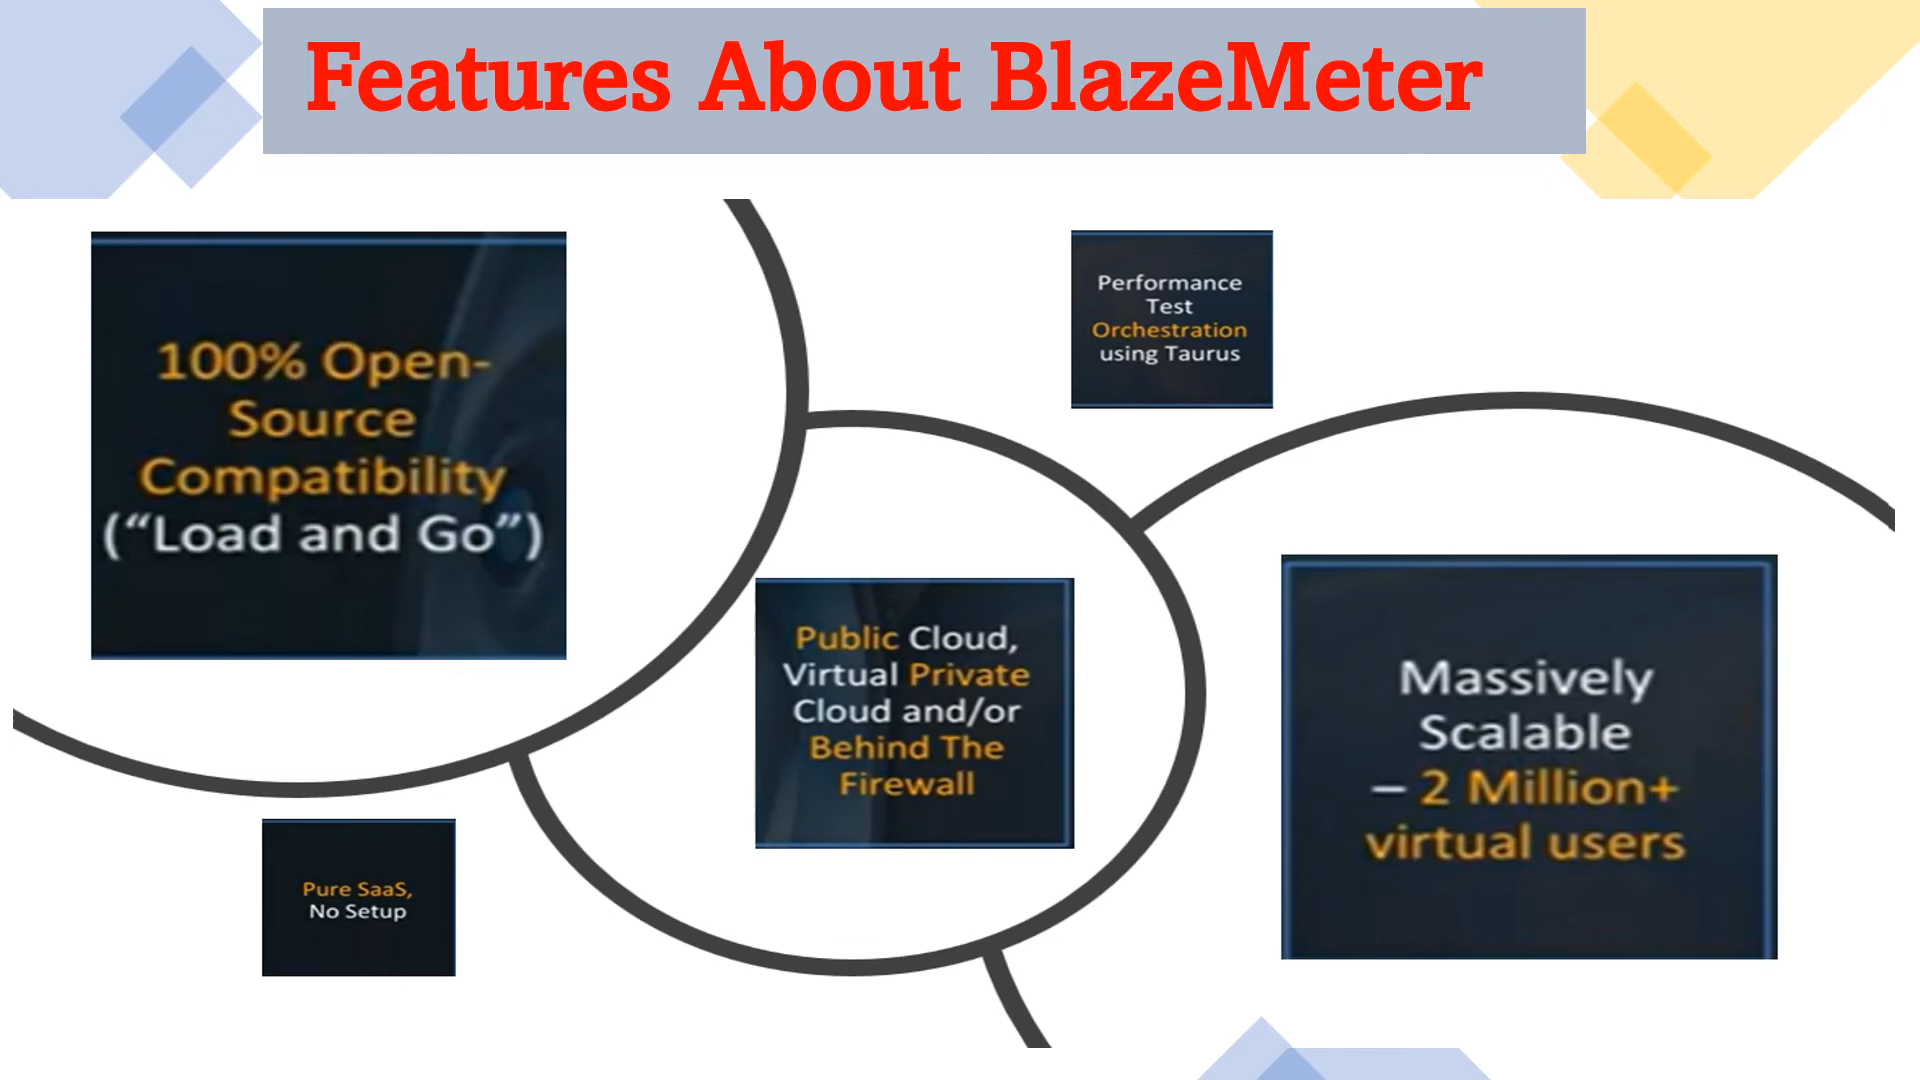 Features About BlazeMeter
100% Open-
Source
Compatibility
(“Load and Go”)
Performance
Test
Orchestration
using Taurus
Public Cloud,
Virtual Private
Cloud and/or
Behind The
Firewall
Massively
Scalable
– 2 Million+
virtual users
Pure SaaS,
No Setup